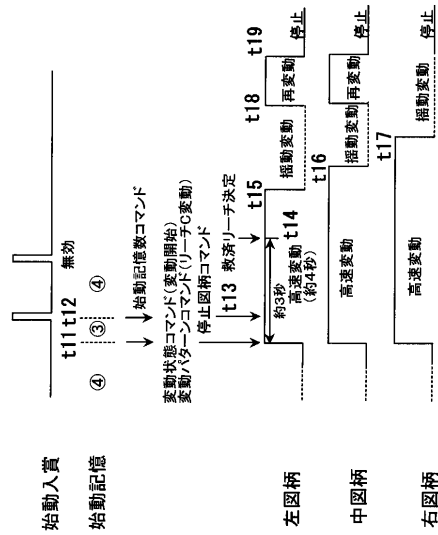 始動入賞
無効
t11 t12
始動記憶
④ ③ ④
始動記憶数コマンド
変動状態コマンド(変動開始)
変動パターンコマンド(リーチC変動)
停止図柄コマンド
t13 救済リーチ決定
約3秒
t14
左図柄
高速変動
(約4秒)
t15
揺動変動
t18
再変動
t19
停止
中図柄
高速変動
t16
揺動変動
再変動
停止
右図柄
高速変動
t17
揺動変動
停止